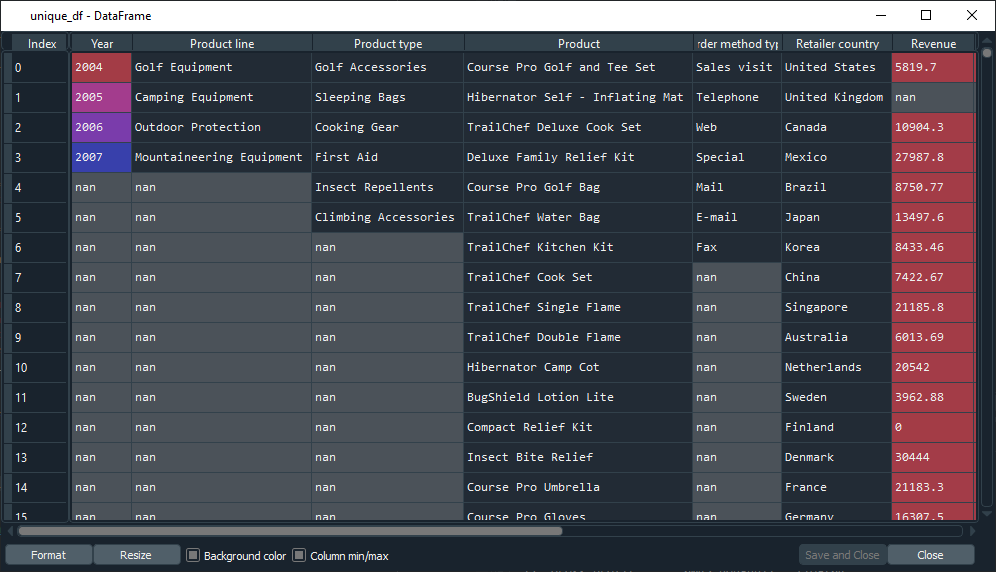 unique_df - DataFrame
Index Year Product line Product type Product rder method typ Retailer country Revenue
0 2004 Golf Equipment Golf Accessories Course Pro Golf and Tee Set Sales visit United States 5819.7
1 2005 Camping Equipment Sleeping Bags Hibernator Self - Inflating Mat Telephone United Kingdom nan
2 2006 Outdoor Protection Cooking Gear TrailChef Deluxe Cook Set Web Canada 10904.3
3 2007 Mountaineering Equipment First Aid Deluxe Family Relief Kit Special Mexico 27987.8
4 nan nan Insect Repellents Course Pro Golf Bag Mail Brazil 8750.77
5 nan nan Climbing Accessories TrailChef Water Bag E-mail Japan 13497.6
6 nan nan nan TrailChef Kitchen Kit Fax Korea 8433.46
7 nan nan nan TrailChef Cook Set nan China 7422.67
8 nan nan nan TrailChef Single Flame nan Singapore 21185.8
9 nan nan nan TrailChef Double Flame nan Australia 6013.69
10 nan nan nan Hibernator Camp Cot nan Netherlands 20542
11 nan nan nan BugShield Lotion Lite nan Sweden 3962.88
12 nan nan nan Compact Relief Kit nan Finland 0
13 nan nan nan Insect Bite Relief nan Denmark 30444
14 nan nan nan Course Pro Umbrella nan France 21183.3
15 nan nan nan Course Pro Gloves nan Germany 16307.5
Format Resize Background color Column min/max Save and Close Close